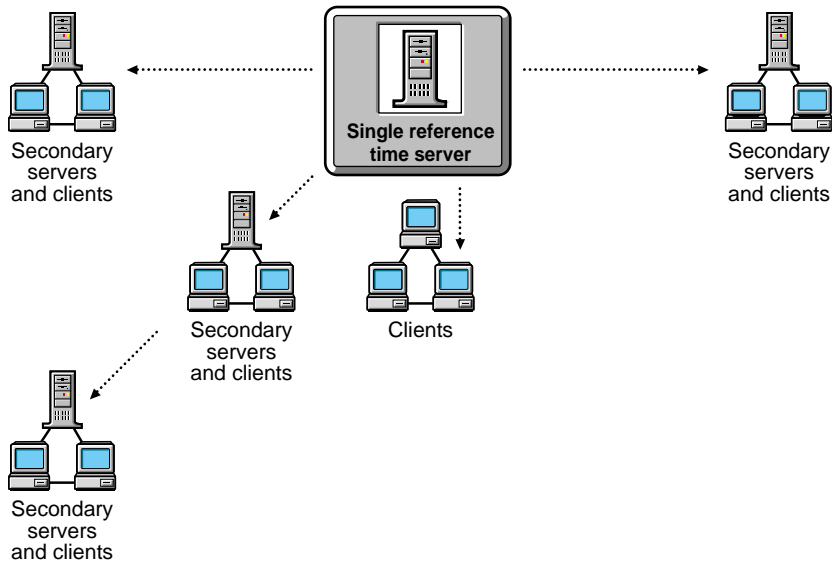 Single reference
time server
Secondary
servers
and clients
Secondary
servers
and clients
Secondary
servers
and clients
Clients
Secondary
servers
and clients